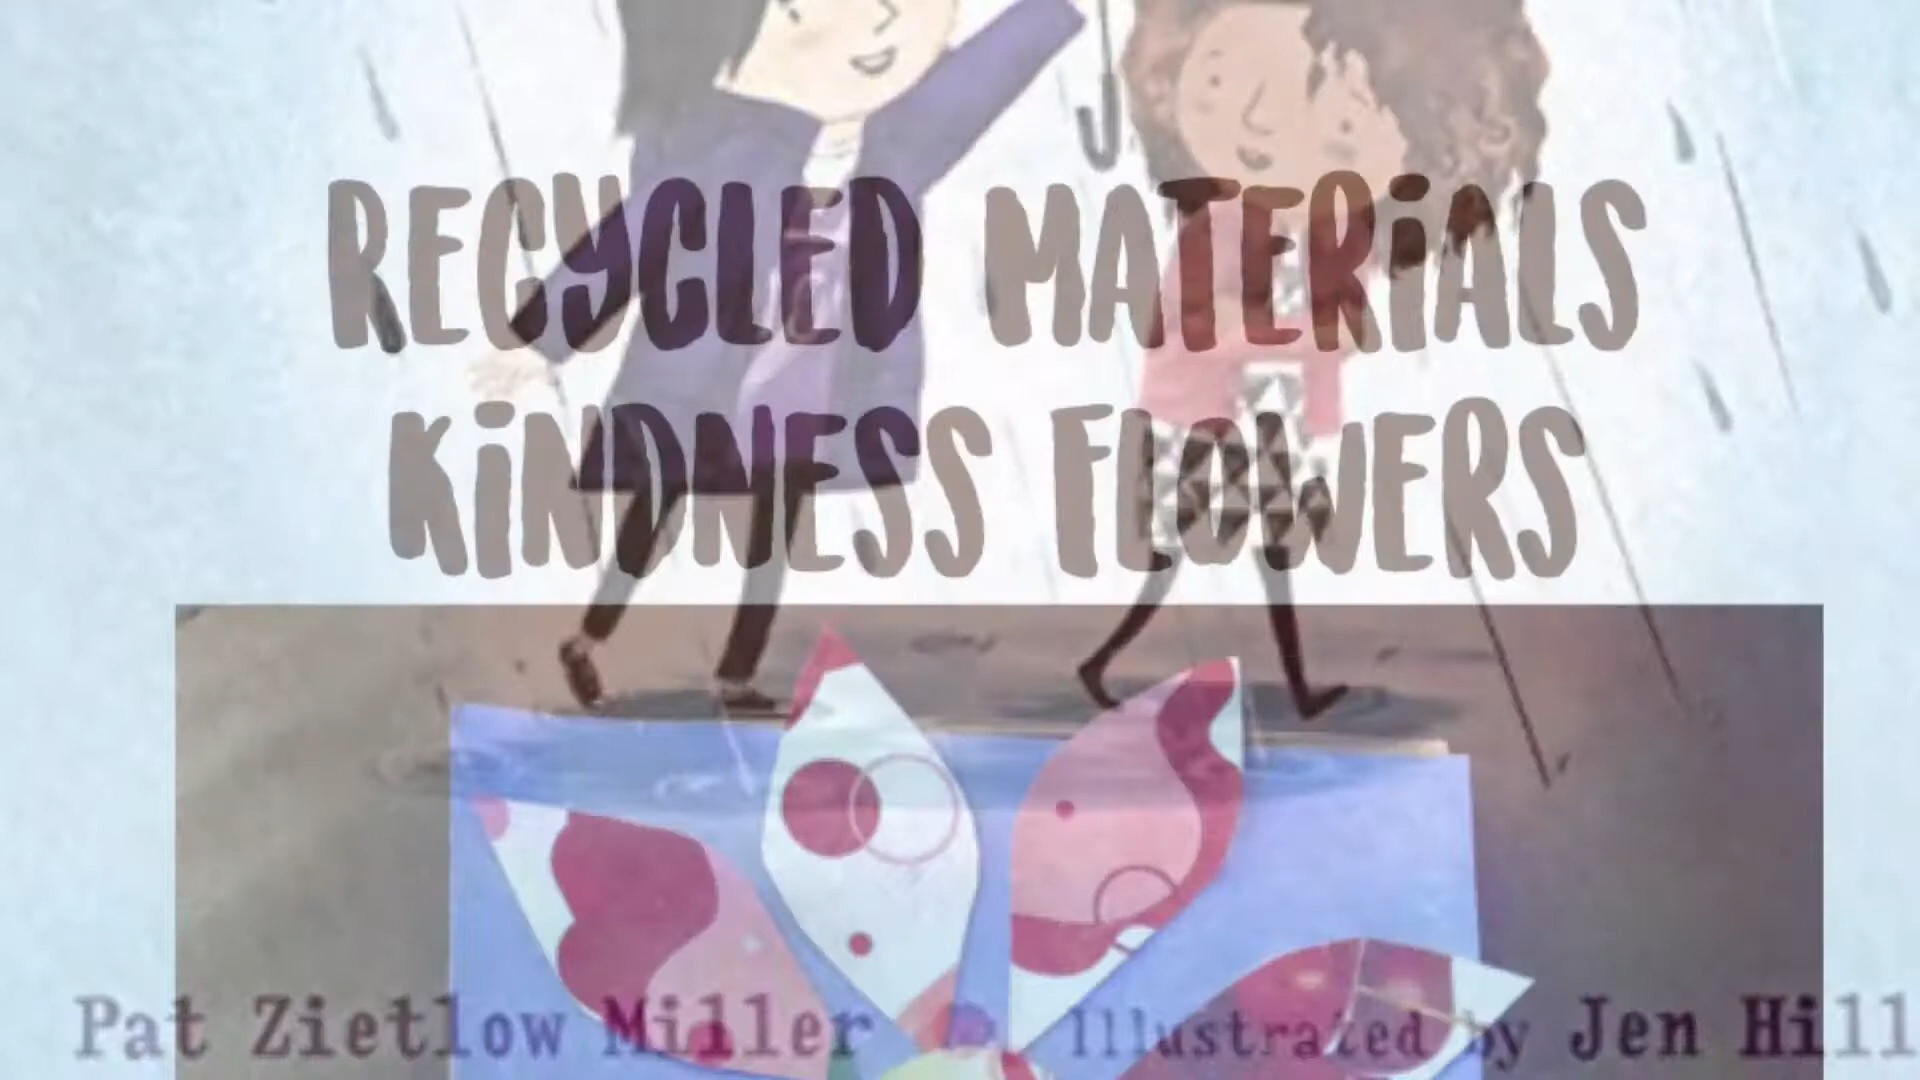 RECYCLED MATERiALS
KiNDNESS FLOWERS
Pat Zietlow Miller Illustrated by Jen Hill